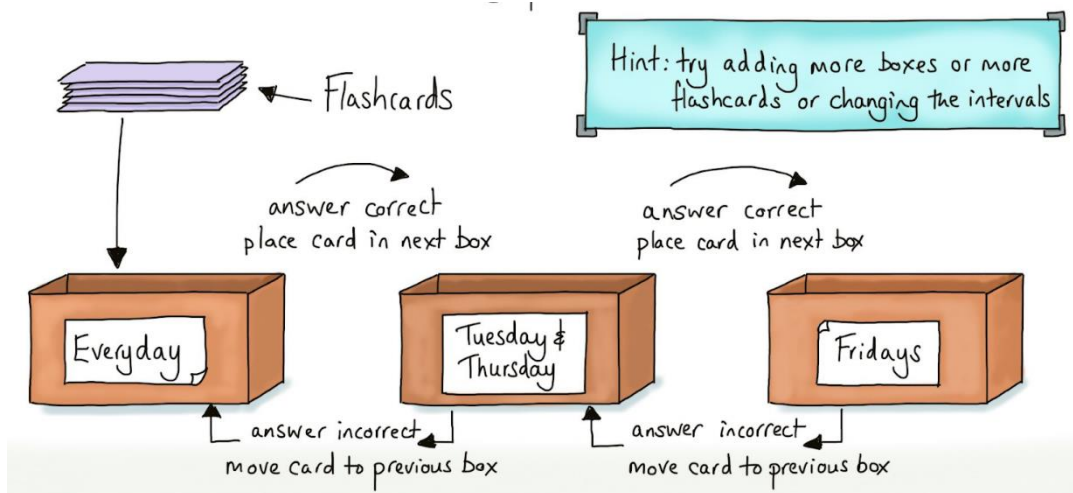 Flashcards
Hint: try adding more boxes or more
flashcards or changing the intervals
answer correct
place card in next box
answer correct
place card in next box
Everyday
Tuesday &
Thursday
Fridays
answer incorrect
move card to previous box
answer incorrect
move card to previous box